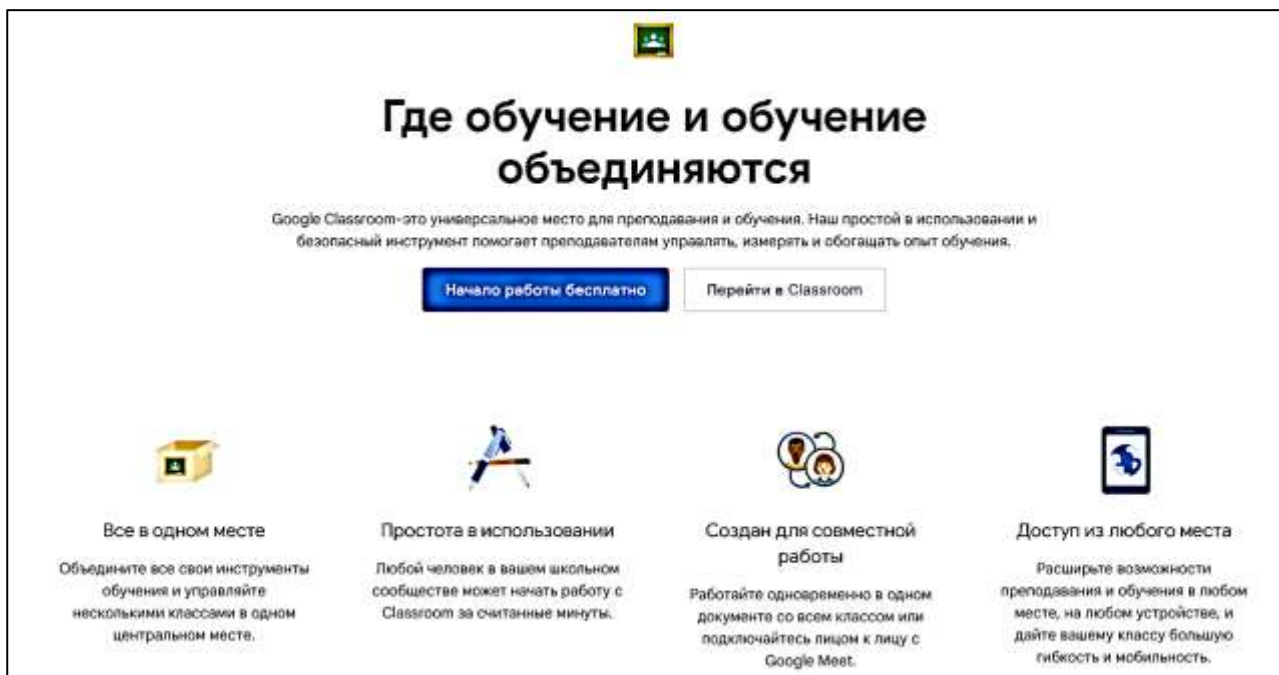 Где обучение и обучение
объединяются
Google Classroom-это универсальное место для преподавания и обучения. Наш простой в использовании и
безопасный инструмент помогает преподавателям управлять, измерять и обогащать опыт обучения.
Начало работы бесплатно
Перейти в Classroom
Все в одном месте
Объедините все свои инструменты
обучения и управляйте
несколькими классами в одном
центральном месте.
Простота в использовании
Любой человек в вашем школьном
сообществе может начать работу с
Classroom за считанные минуты.
Создан для совместной
работы
Работайте одновременно в одном
документе со всем классом или
подключайтесь лицом к лицу с
Google Meet.
Доступ из любого места
Расширьте возможности
преподавания и обучения в любом
месте, на любом устройстве, и
дайте вашему классу большую
гибкость и мобильность.